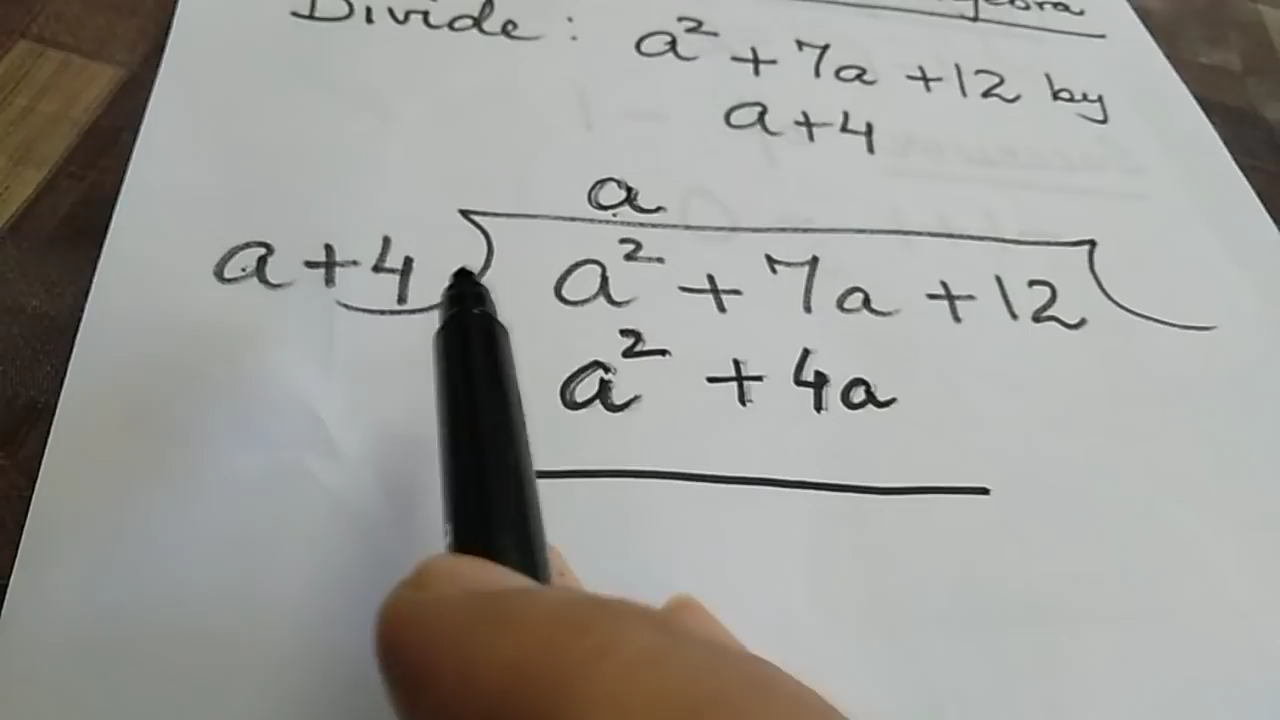 Divide : a² + 7a + 12 by
a + 4
a
a + 4 ) a² + 7a + 12
a² + 4a